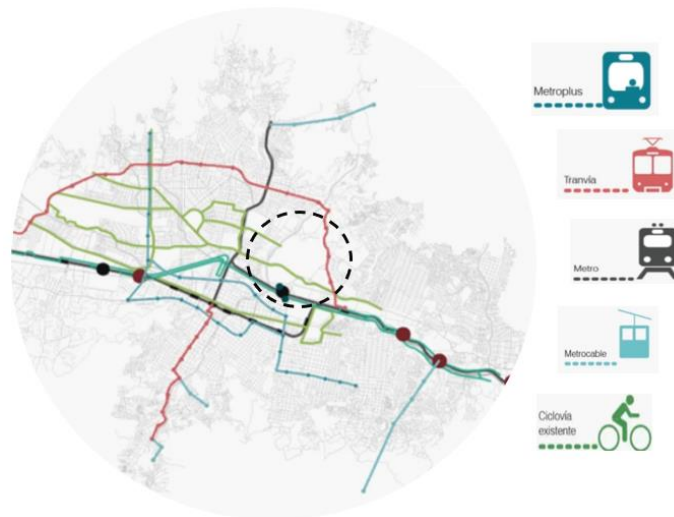 Metroplus
Tranvía
Metro
Metrocable
Ciclovía
existente